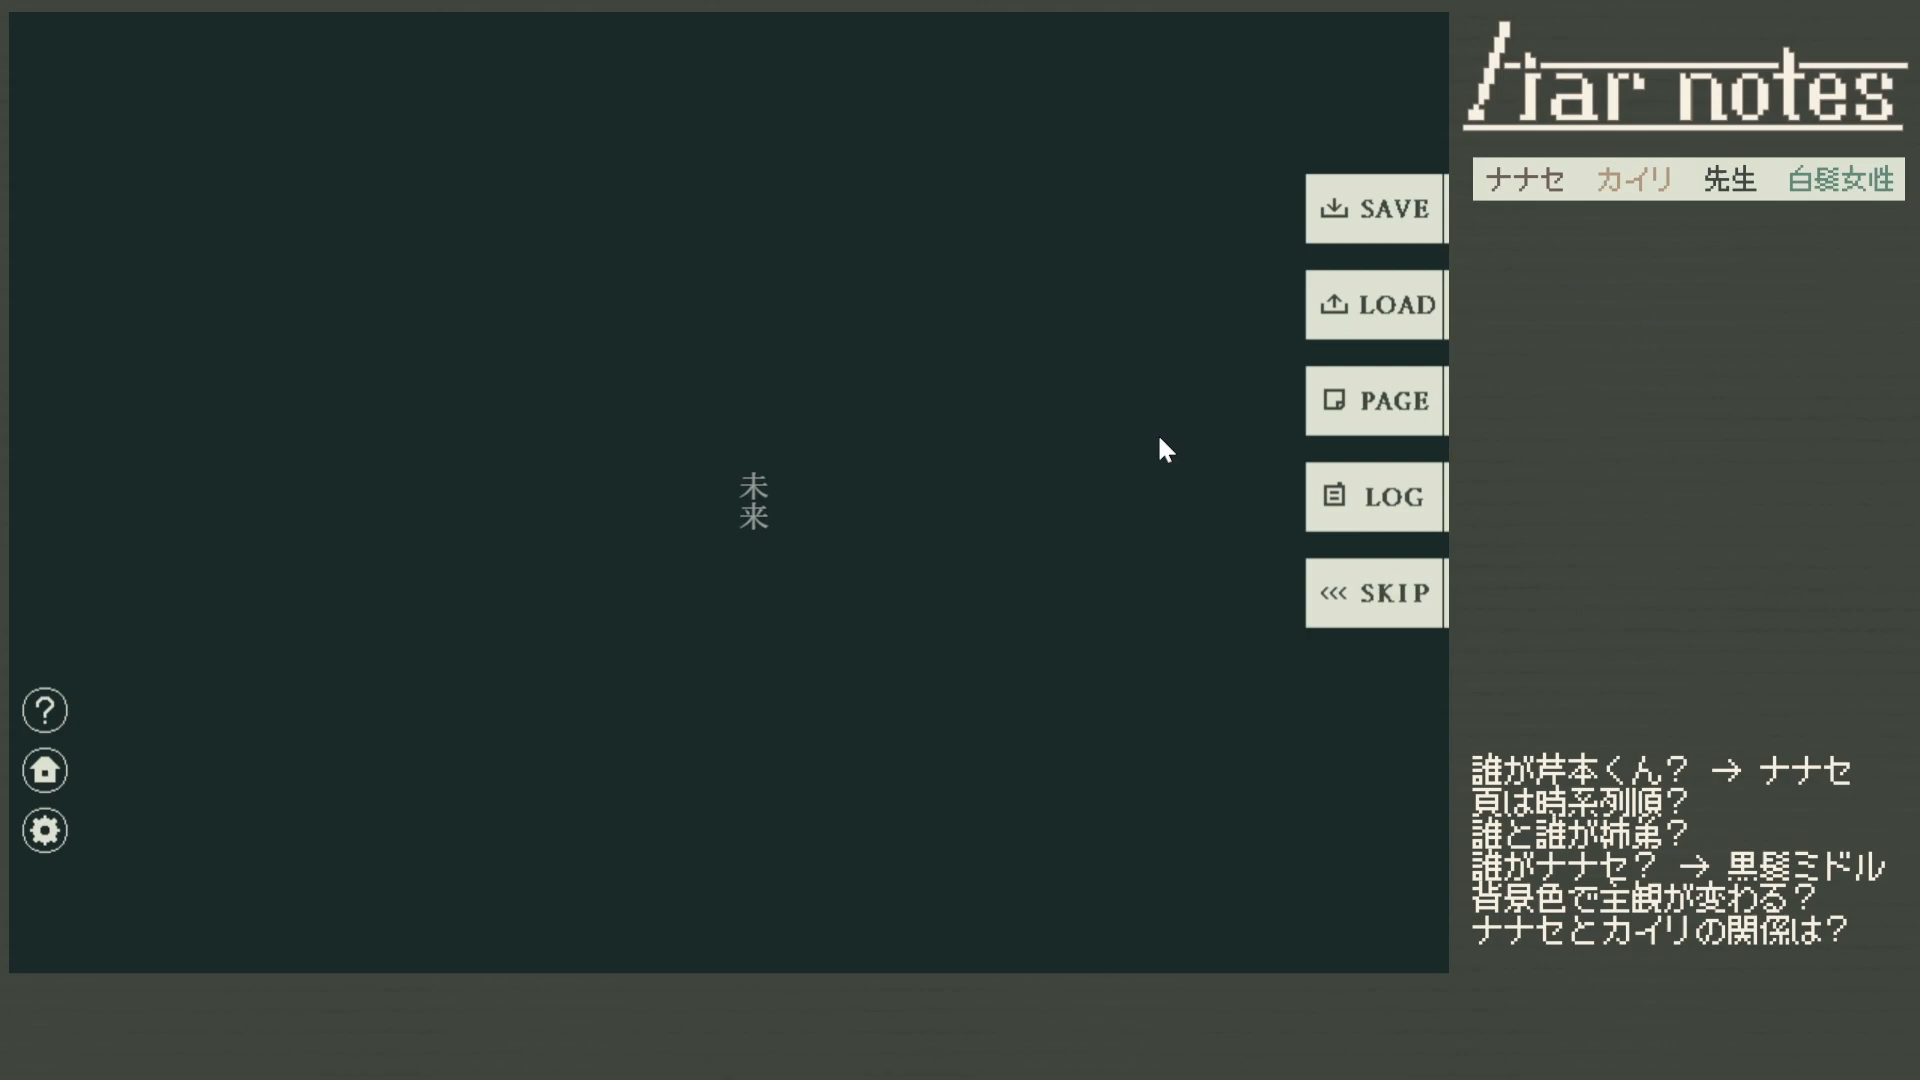 liar notes
ナナセ カイリ 先生 白髪女性
SAVE
LOAD
PAGE
LOG
SKIP
未来
誰が芹本くん? → ナナセ
頁は時系列順?
誰と誰が姉弟?
誰がナナセ? → 黒髪ミドル
背景色で主観が変わる?
ナナセとカイリの関係は?